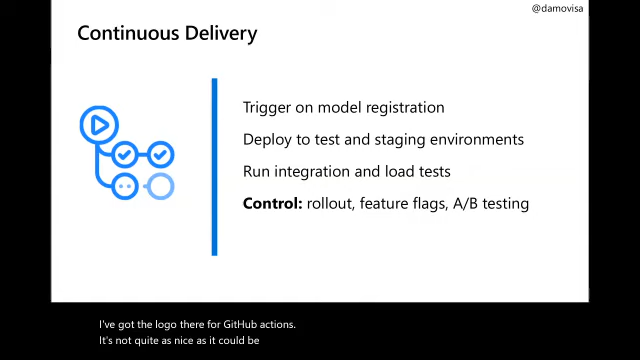 @damovisa
Continuous Delivery
Trigger on model registration
Deploy to test and staging environments
Run integration and load tests
Control: rollout, feature flags, A/B testing
I've got the logo there for GitHub actions.
It's not quite as nice as it could be